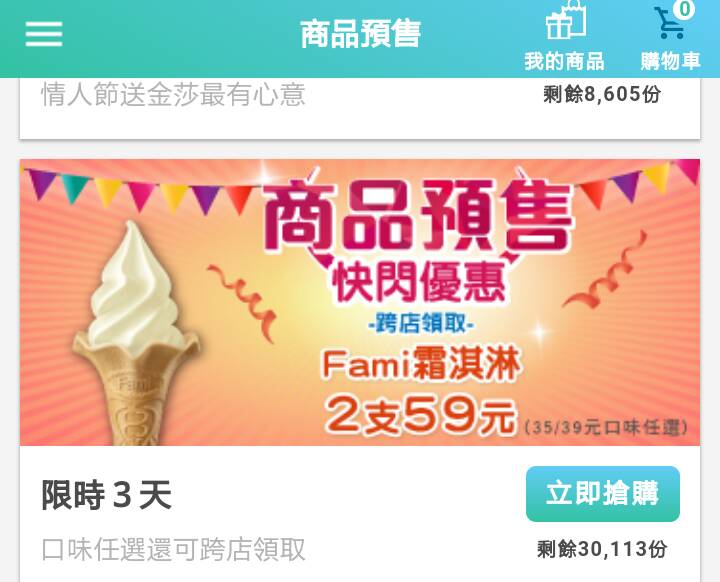 商品預售
0
我的商品
購物車
情人節送金莎最有心意
剩餘8,605份
商品預售
快閃優惠
-跨店領取-
Fami霜淇淋
2支59元(35/39元口味任選)
Fami
限時3天
立即搶購
口味任選還可跨店領取
剩餘30,113份